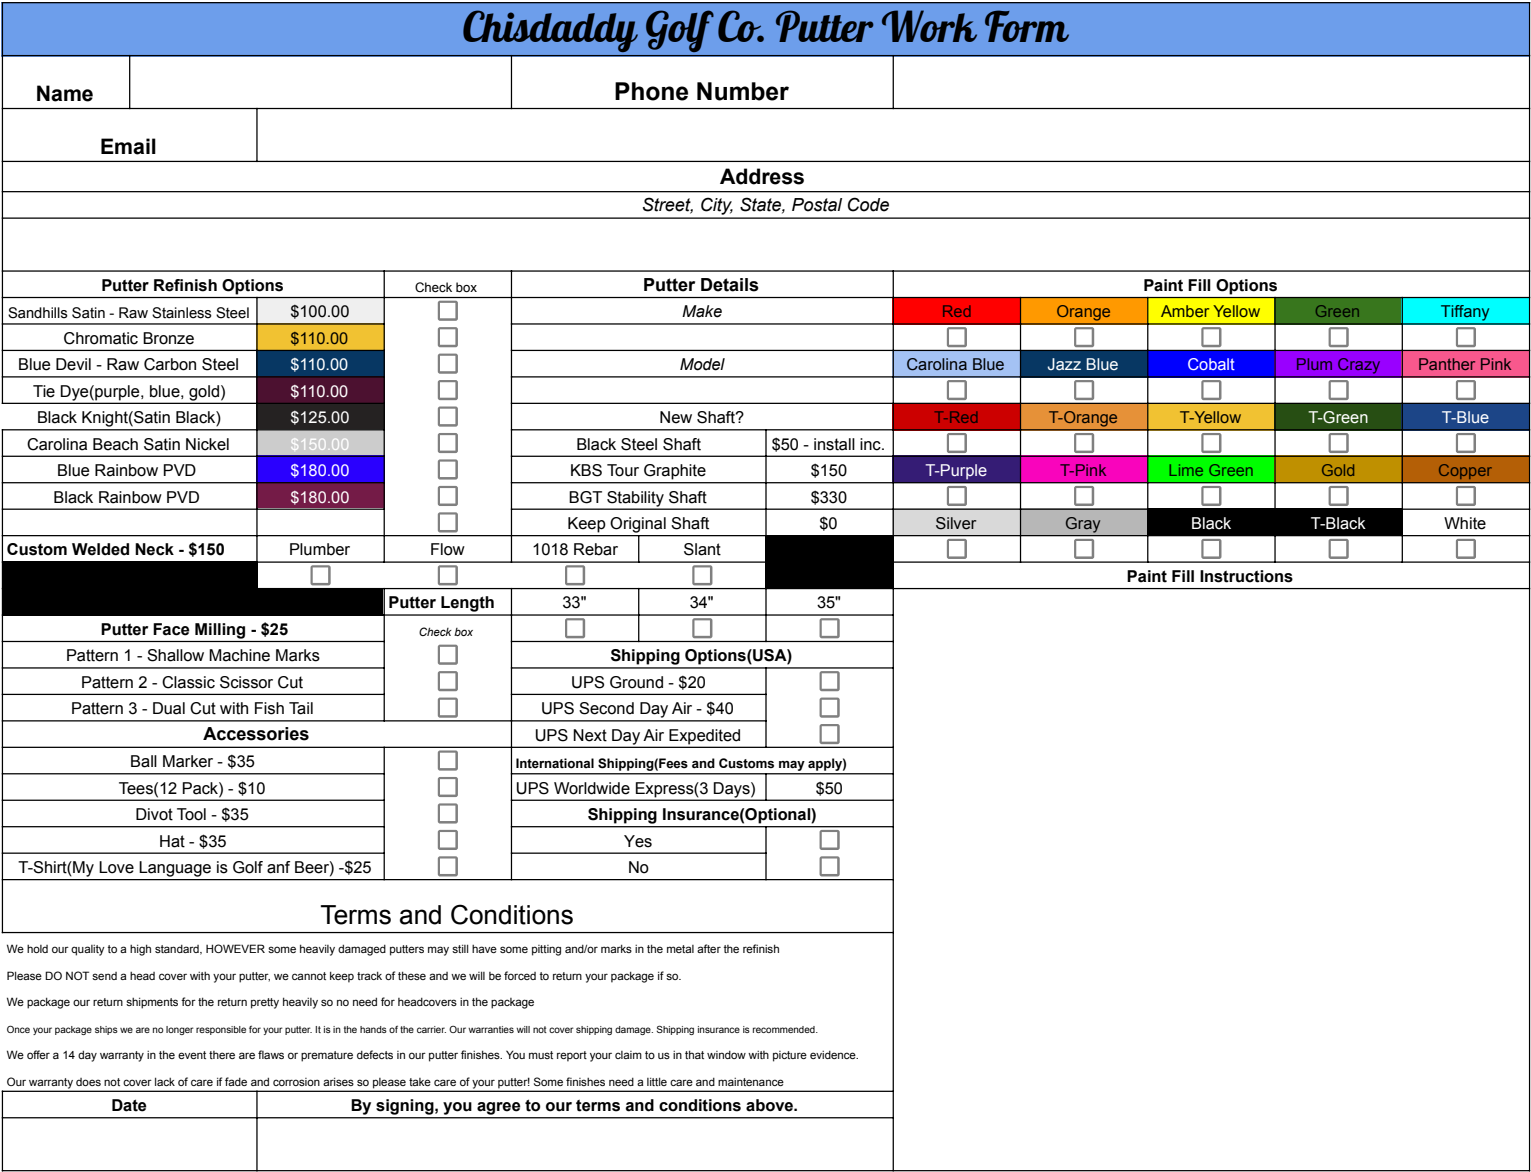 Chisdaddy Golf Co. Putter Work Form
Name
Phone Number
Email
Address
Street, City, State, Postal Code
Putter Refinish Options Check box Putter Details Paint Fill Options
Sandhills Satin - Raw Stainless Steel $100.00 Make Red Orange Amber Yellow Green Tiffany
Chromatic Bronze $110.00
Blue Devil - Raw Carbon Steel $110.00 Model Carolina Blue Jazz Blue Cobalt Plum Crazy Panther Pink
Tie Dye(purple, blue, gold) $110.00
Black Knight(Satin Black) $125.00 New Shaft? T-Red T-Orange T-Yellow T-Green T-Blue
Carolina Beach Satin Nickel $150.00 Black Steel Shaft $50 - install inc.
Blue Rainbow PVD $180.00 KBS Tour Graphite $150 T-Purple T-Pink Lime Green Gold Copper
Black Rainbow PVD $180.00 BGT Stability Shaft $330
Keep Original Shaft $0 Silver Gray Black T-Black White
Custom Welded Neck - $150 Plumber Flow 1018 Rebar Slant
Paint Fill Instructions
Putter Length 33" 34" 35"
Putter Face Milling - $25 Check box
Pattern 1 - Shallow Machine Marks Shipping Options(USA)
Pattern 2 - Classic Scissor Cut UPS Ground - $20
Pattern 3 - Dual Cut with Fish Tail UPS Second Day Air - $40
Accessories UPS Next Day Air Expedited
Ball Marker - $35 International Shipping(Fees and Customs may apply)
Tees(12 Pack) - $10 UPS Worldwide Express(3 Days) $50
Divot Tool - $35 Shipping Insurance(Optional)
Hat - $35 Yes
T-Shirt(My Love Language is Golf anf Beer) -$25 No
Terms and Conditions
We hold our quality to a high standard, HOWEVER some heavily damaged putters may still have some pitting and/or marks in the metal after the refinish
Please DO NOT send a head cover with your putter, we cannot keep track of these and we will be forced to return your package if so.
We package our return shipments for the return pretty heavily so no need for headcovers in the package
Once your package ships we are no longer responsible for your putter. It is in the hands of the carrier. Our warranties will not cover shipping damage. Shipping insurance is recommended.
We offer a 14 day warranty in the event there are flaws or premature defects in our putter finishes. You must report your claim to us in that window with picture evidence.
Our warranty does not cover lack of care if fade and corrosion arises so please take care of your putter! Some finishes need a little care and maintenance
Date By signing, you agree to our terms and conditions above.